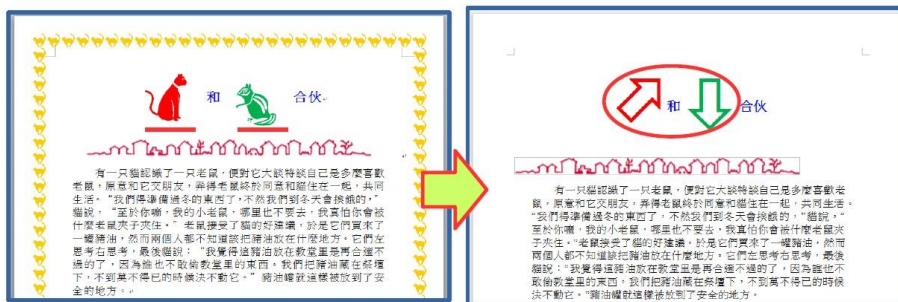 和 合伙
有一只貓認識了一只老鼠，便對它大談特談自己是多麼喜歡
老鼠，原意和它交朋友，弄得老鼠終於同意和貓住在一起，共同
生活。“我們得準備過冬的東西了，不然我們到冬天會挨餓的，”
貓說，“至於你嘛，我的小老鼠，哪里也不要去，我真怕你會被
什麼老鼠夾子夾住。”老鼠接受了貓的好建議，於是它們買來了
一罐豬油，然而兩個人都不知道該把豬油放在什麼地方。它們左
思考右思考，最後貓說：“我覺得這豬油放在教堂里是再合適不
過的了，因為誰也不敢偷教堂里的東西。我們把豬油藏在祭壇
下，不到萬不得已的時候決不動它。”豬油罐就這樣被放到了安
全的地方。
和 合伙
有一只貓認識了一只老鼠，便對它大談特談自己是多麼喜歡老
鼠，原意和它交朋友，弄得老鼠終於同意和貓住在一起，共同生活。
“我們得準備過冬的東西了，不然我們到冬天會挨餓的，”貓說，“
至於你嘛，我的小老鼠，哪里也不要去，我真怕你會被什麼老鼠夾
子夾住。”老鼠接受了貓的好建議，於是它們買來了一罐豬油，然而
兩個人都不知道該把豬油放在什麼地方。它們左思考右思考，最後
貓說：“我覺得這豬油放在教堂里是再合適不過的了，因為誰也不
敢偷教堂里的東西，我們把豬油藏在祭壇下，不到萬不得已的時候
決不動它。”豬油罐就這樣被放到了安全的地方。